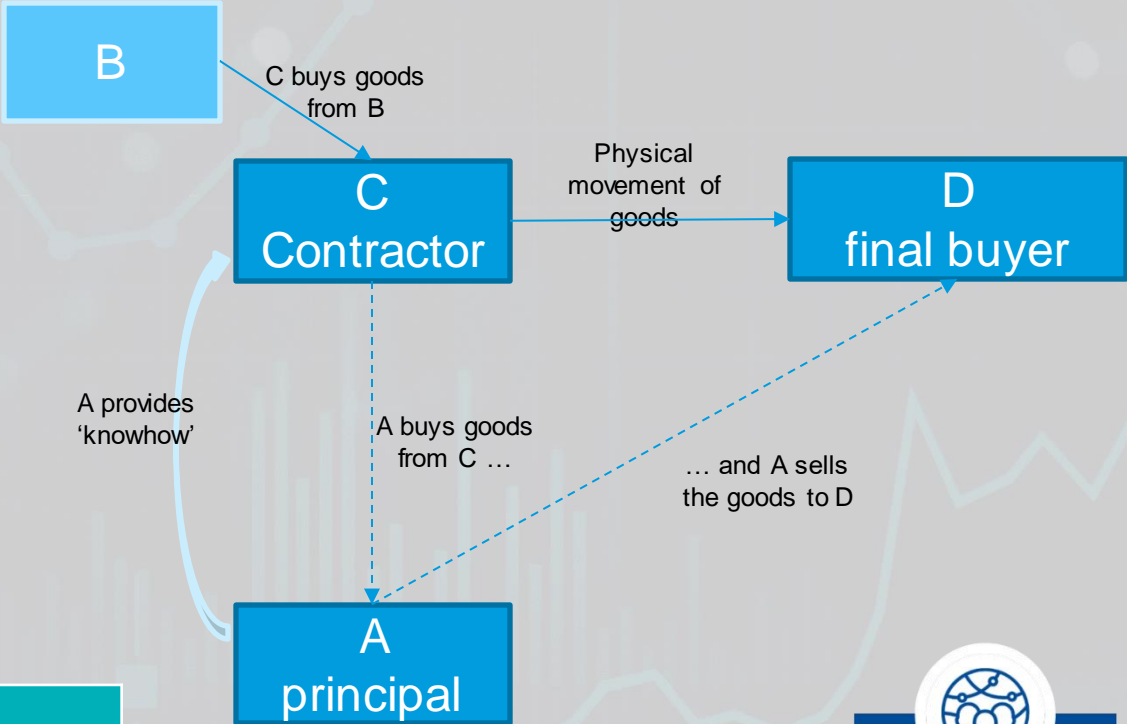 B
C buys goods
from B
C
Contractor
Physical
movement of
goods
D
final buyer
A provides
‘knowhow’
A buys goods
from C …
… and A sells
the goods to D
A
principal